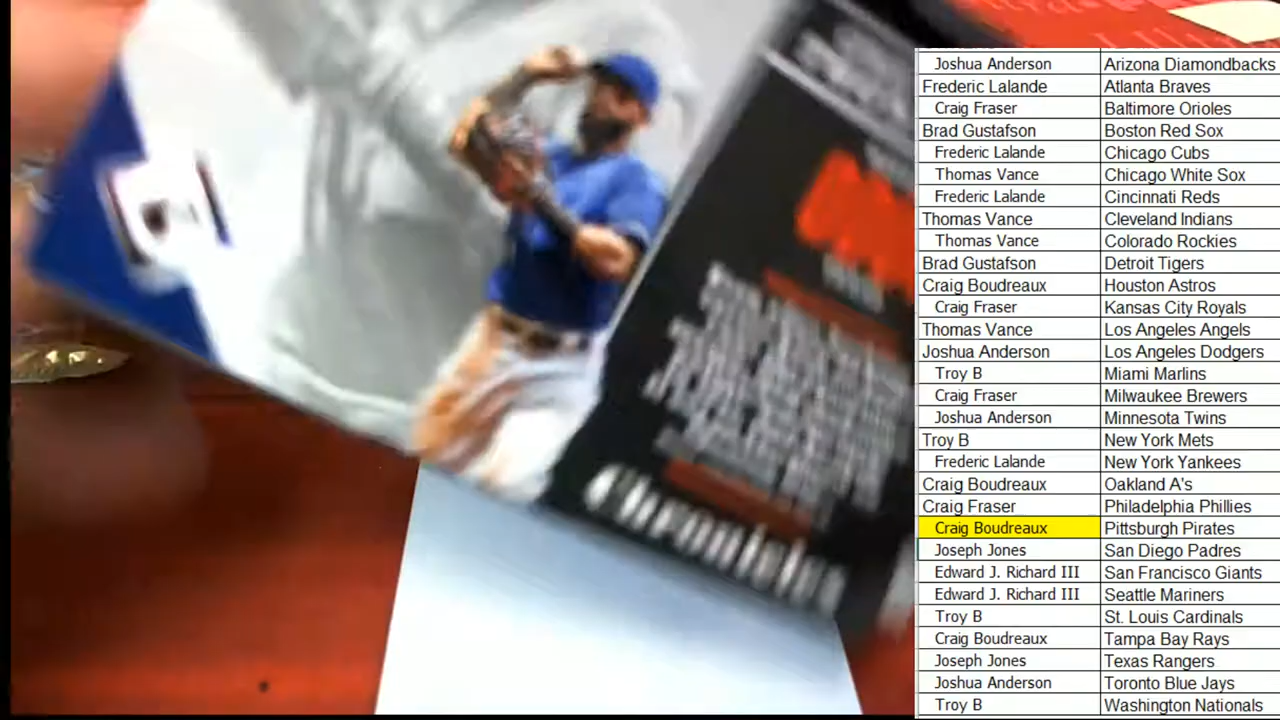 Joshua Anderson Arizona Diamondbacks
Frederic Lalande Atlanta Braves
Craig Fraser Baltimore Orioles
Brad Gustafson Boston Red Sox
Frederic Lalande Chicago Cubs
Thomas Vance Chicago White Sox
Frederic Lalande Cincinnati Reds
Thomas Vance Cleveland Indians
Thomas Vance Colorado Rockies
Brad Gustafson Detroit Tigers
Craig Boudreaux Houston Astros
Craig Fraser Kansas City Royals
Thomas Vance Los Angeles Angels
Joshua Anderson Los Angeles Dodgers
Troy B Miami Marlins
Craig Fraser Milwaukee Brewers
Joshua Anderson Minnesota Twins
Troy B New York Mets
Frederic Lalande New York Yankees
Craig Boudreaux Oakland A's
Craig Fraser Philadelphia Phillies
Craig Boudreaux Pittsburgh Pirates
Joseph Jones San Diego Padres
Edward J. Richard III San Francisco Giants
Edward J. Richard III Seattle Mariners
Troy B St. Louis Cardinals
Craig Boudreaux Tampa Bay Rays
Joseph Jones Texas Rangers
Joshua Anderson Toronto Blue Jays
Troy B Washington Nationals
Chronicles